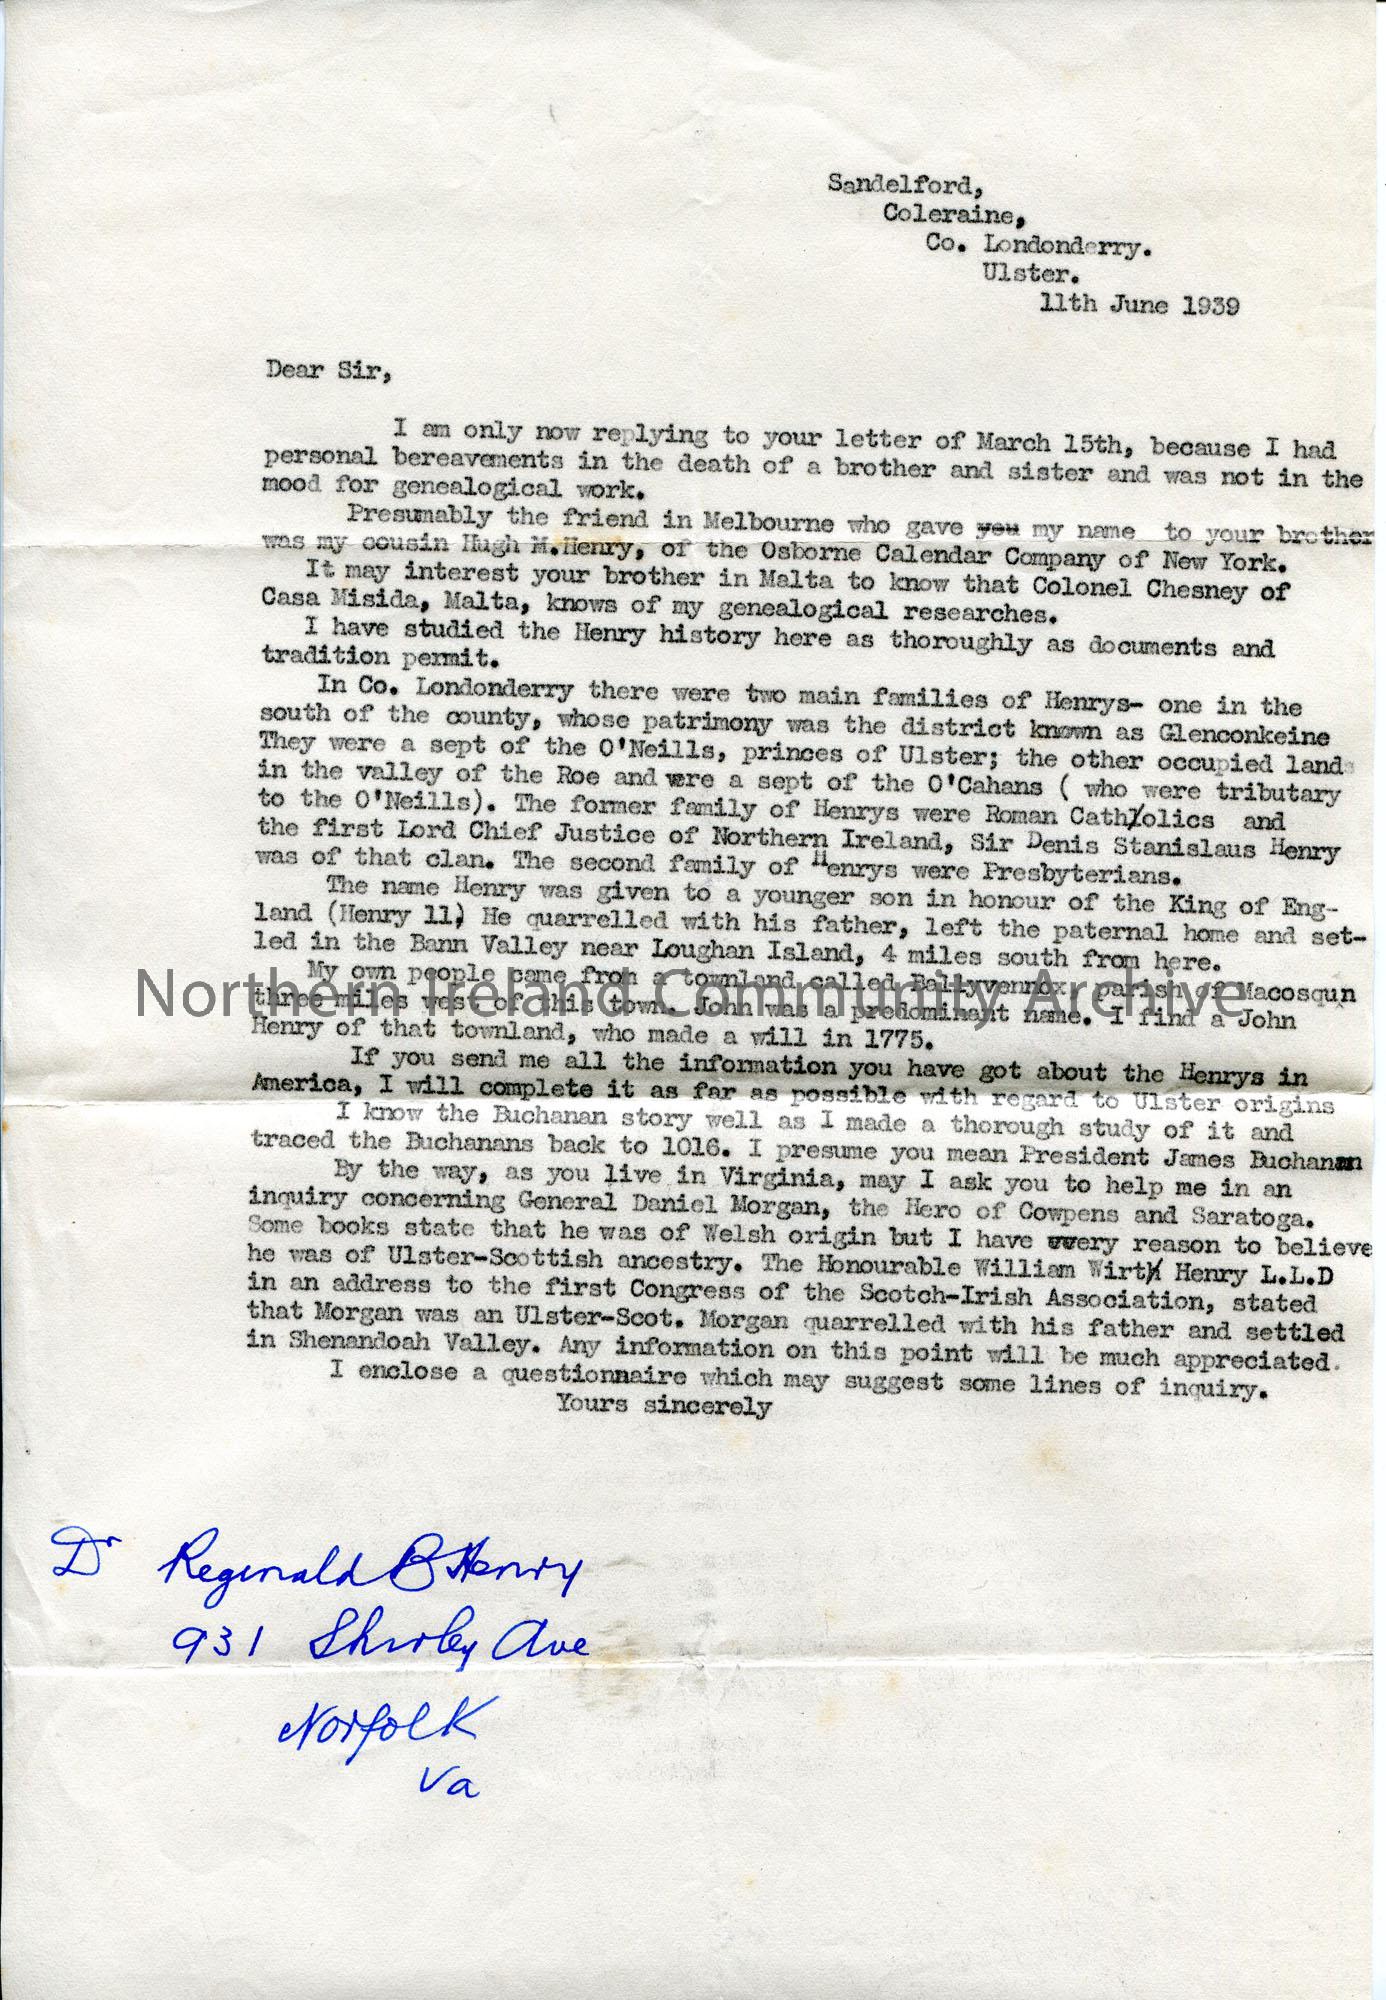 Sandelford,
Coleraine,
Co. Londonderry.
Ulster.
11th June 1939
Dear Sir,
I am only now replying to your letter of March 15th, because I had
personal bereavements in the death of a brother and sister and was not in the
mood for genealogical work.
Presumably the friend in Melbourne who gave you my name to your brother
was my cousin Hugh M.Henry, of the Osborne Calendar Company of New York.
It may interest your brother in Malta to know that Colonel Chesney of
Casa Misida, Malta, knows of my genealogical researches.
I have studied the Henry history here as thoroughly as documents and
tradition permit.
In Co. Londonderry there were two main families of Henrys- one in the
south of the county, whose patrimony was the district known as Glenconkeine
They were a sept of the O'Neills, princes of Ulster; the other occupied lands
in the valley of the Roe and were a sept of the O'Cahans ( who were tributary
to the O'Neills). The former family of Henrys were Roman Cath/olics and
the first Lord Chief Justice of Northern Ireland, Sir Denis Stanislaus Henry
was of that clan. The second family of Henrys were Presbyterians.
The name Henry was given to a younger son in honour of the King of Eng-
land (Henry 11) He quarrelled with his father, left the paternal home and set-
led in the Bann Valley near Loughan Island, 4 miles south from here.
My own people came from a townland called Ballyvennox, parish of Macosqun
Northern Ireland Community Archive
three miles west of this town. John was a predominant name. I find a John
Henry of that townland, who made a will in 1775.
If you send me all the information you have got about the Henrys in
America, I will complete it as far as possible with regard to Ulster origins
I know the Buchanan story well as I made a thorough study of it and
traced the Buchanans back to 1016. I presume you mean President James Buchanan
By the way, as you live in Virginia, may I ask you to help me in an
inquiry concerning General Daniel Morgan, the Hero of Cowpens and Saratoga.
Some books state that he was of Welsh origin but I have every reason to believe
he was of Ulster-Scottish ancestry. The Honourable William Wirt Henry L.L.D
in an address to the first Congress of the Scotch-Irish Association, stated
that Morgan was an Ulster-Scot. Morgan quarrelled with his father and settled
in Shenandoah Valley. Any information on this point will be much appreciated.
I enclose a questionnaire which may suggest some lines of inquiry.
Yours sincerely
Dr Reginald B Henry
931 Shirley Ave
Norfolk
Va